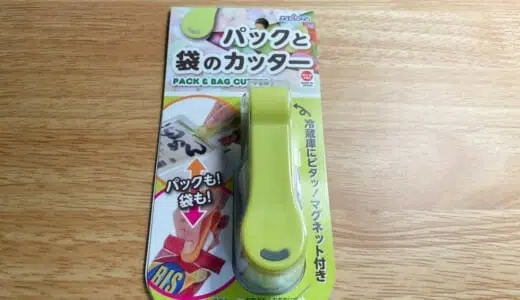 パックと
袋のカッター
PACK & BAG CUTTER
冷蔵庫にピタッ!マグネット付き
パックも!
袋も!